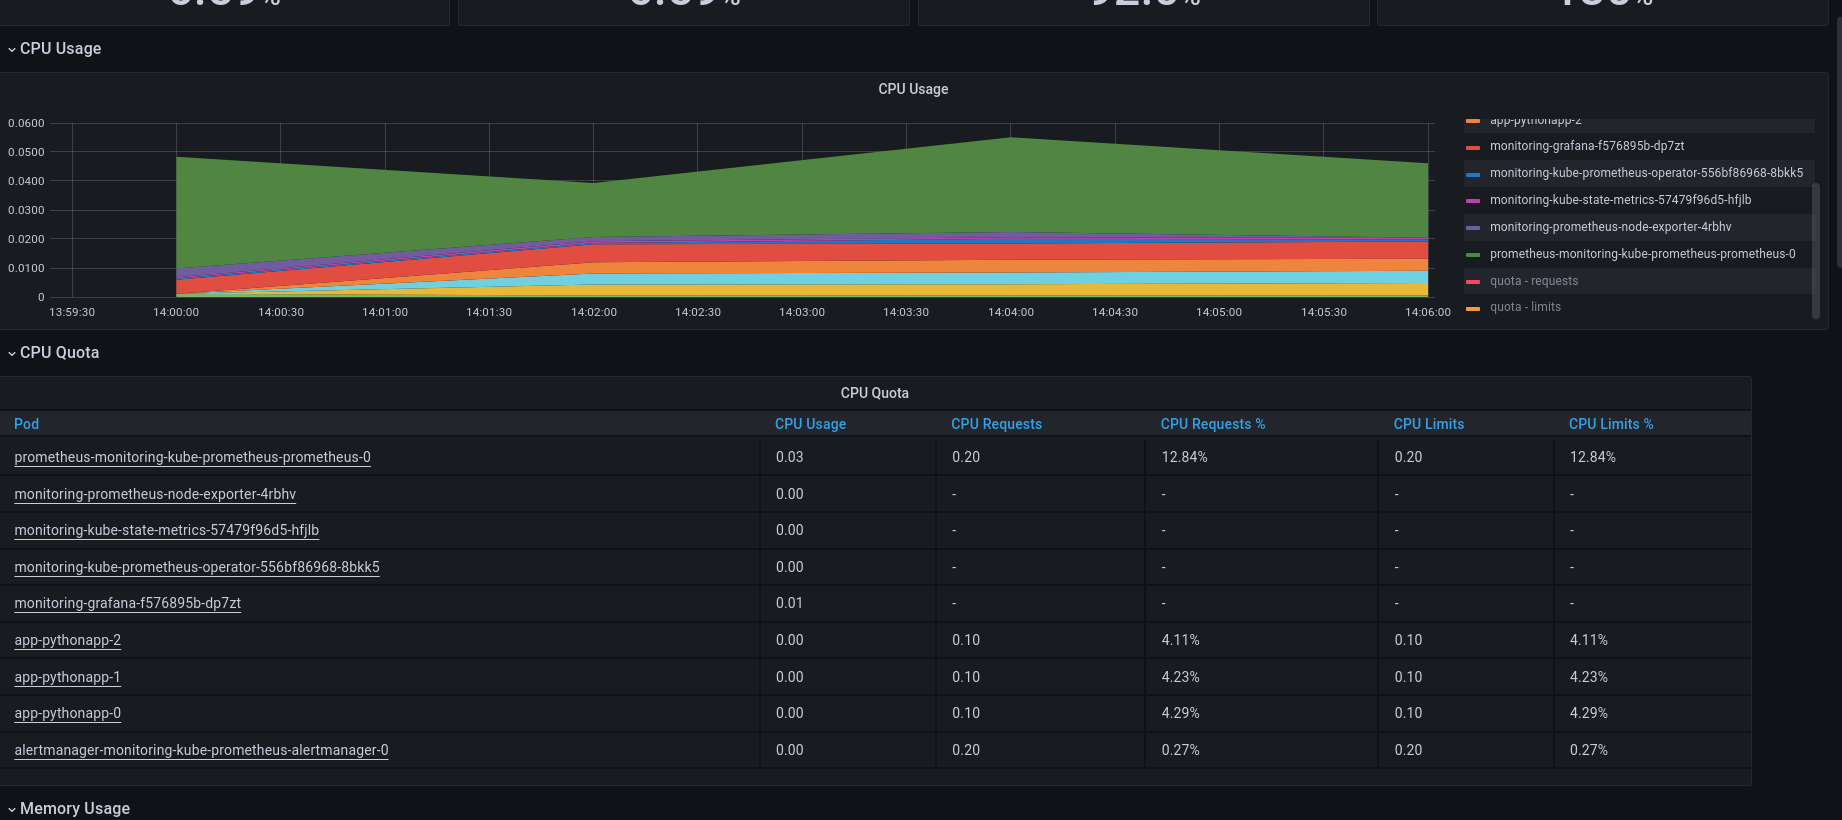 CPU Usage
CPU Usage
0.0600
0.0500
0.0400
0.0300
0.0200
0.0100
0
13:59:30 14:00:00 14:00:30 14:01:00 14:01:30 14:02:00 14:02:30 14:03:00 14:03:30 14:04:00 14:04:30 14:05:00 14:05:30 14:06:00
app-pythonapp-2
monitoring-grafana-f576895b-dp7zt
monitoring-kube-prometheus-operator-556bf86968-8bkk5
monitoring-kube-state-metrics-57479f96d5-hfjlb
monitoring-prometheus-node-exporter-4rbhv
prometheus-monitoring-kube-prometheus-prometheus-0
quota - requests
quota - limits
CPU Quota
CPU Quota
Pod CPU Usage CPU Requests CPU Requests % CPU Limits CPU Limits %
prometheus-monitoring-kube-prometheus-prometheus-0 0.03 0.20 12.84% 0.20 12.84%
monitoring-prometheus-node-exporter-4rbhv 0.00 - - - -
monitoring-kube-state-metrics-57479f96d5-hfjlb 0.00 - - - -
monitoring-kube-prometheus-operator-556bf86968-8bkk5 0.00 - - - -
monitoring-grafana-f576895b-dp7zt 0.01 - - - -
app-pythonapp-2 0.00 0.10 4.11% 0.10 4.11%
app-pythonapp-1 0.00 0.10 4.23% 0.10 4.23%
app-pythonapp-0 0.00 0.10 4.29% 0.10 4.29%
alertmanager-monitoring-kube-prometheus-alertmanager-0 0.00 0.20 0.27% 0.20 0.27%
Memory Usage